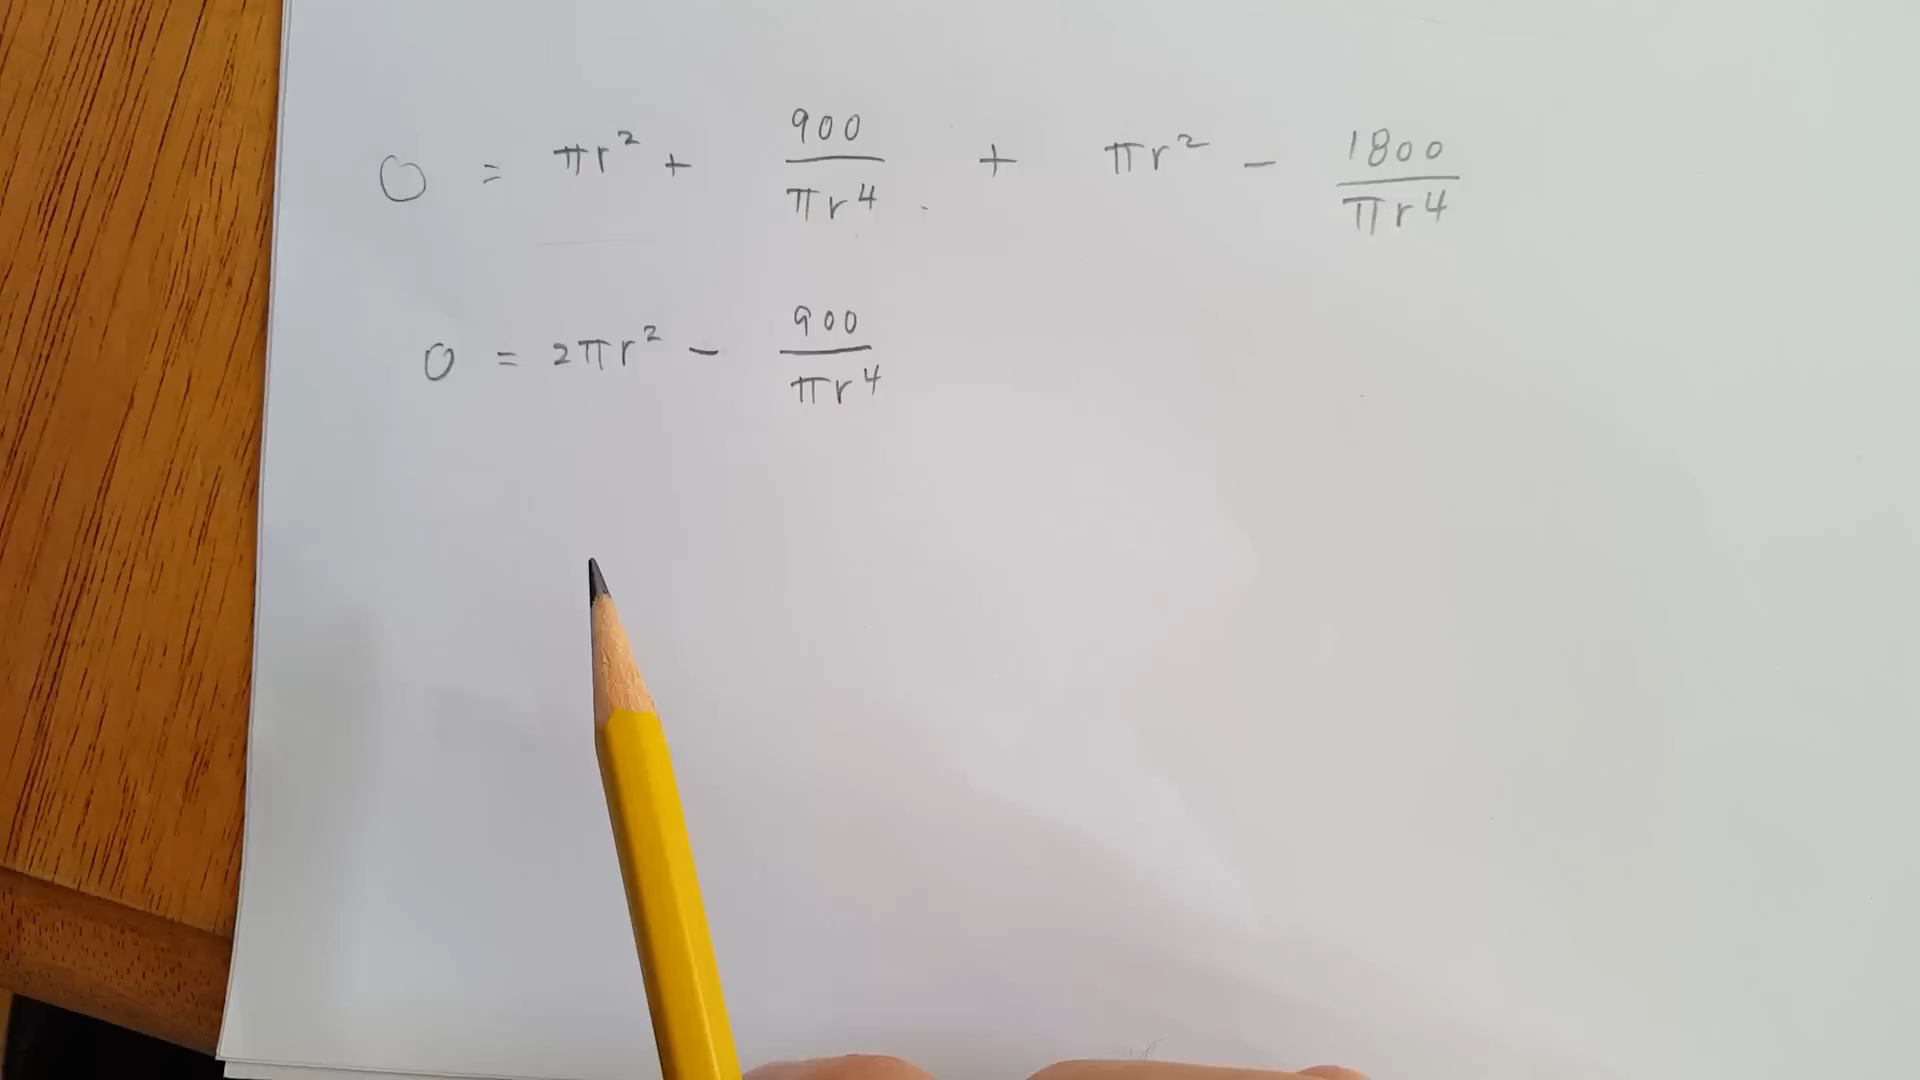 0 = πr² + 900/πr⁴ + πr² − 1800/πr⁴
0 = 2πr² − 900/πr⁴